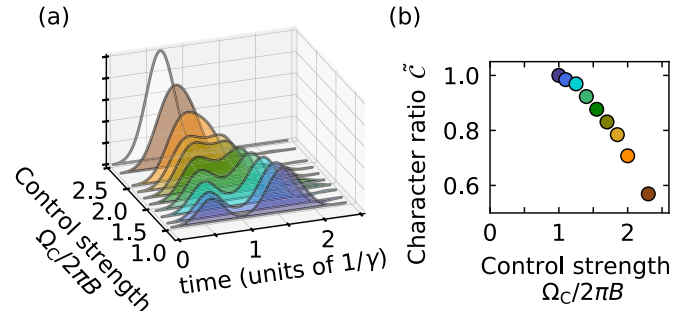 (a)
2.5
2.0
1.5
1.0
Control strength
Ω_C/2πB
0
1
2
time (units of 1/γ)
(b)
Character ratio C̃
1.0
0.8
0.6
0
1
2
Control strength
Ω_C/2πB